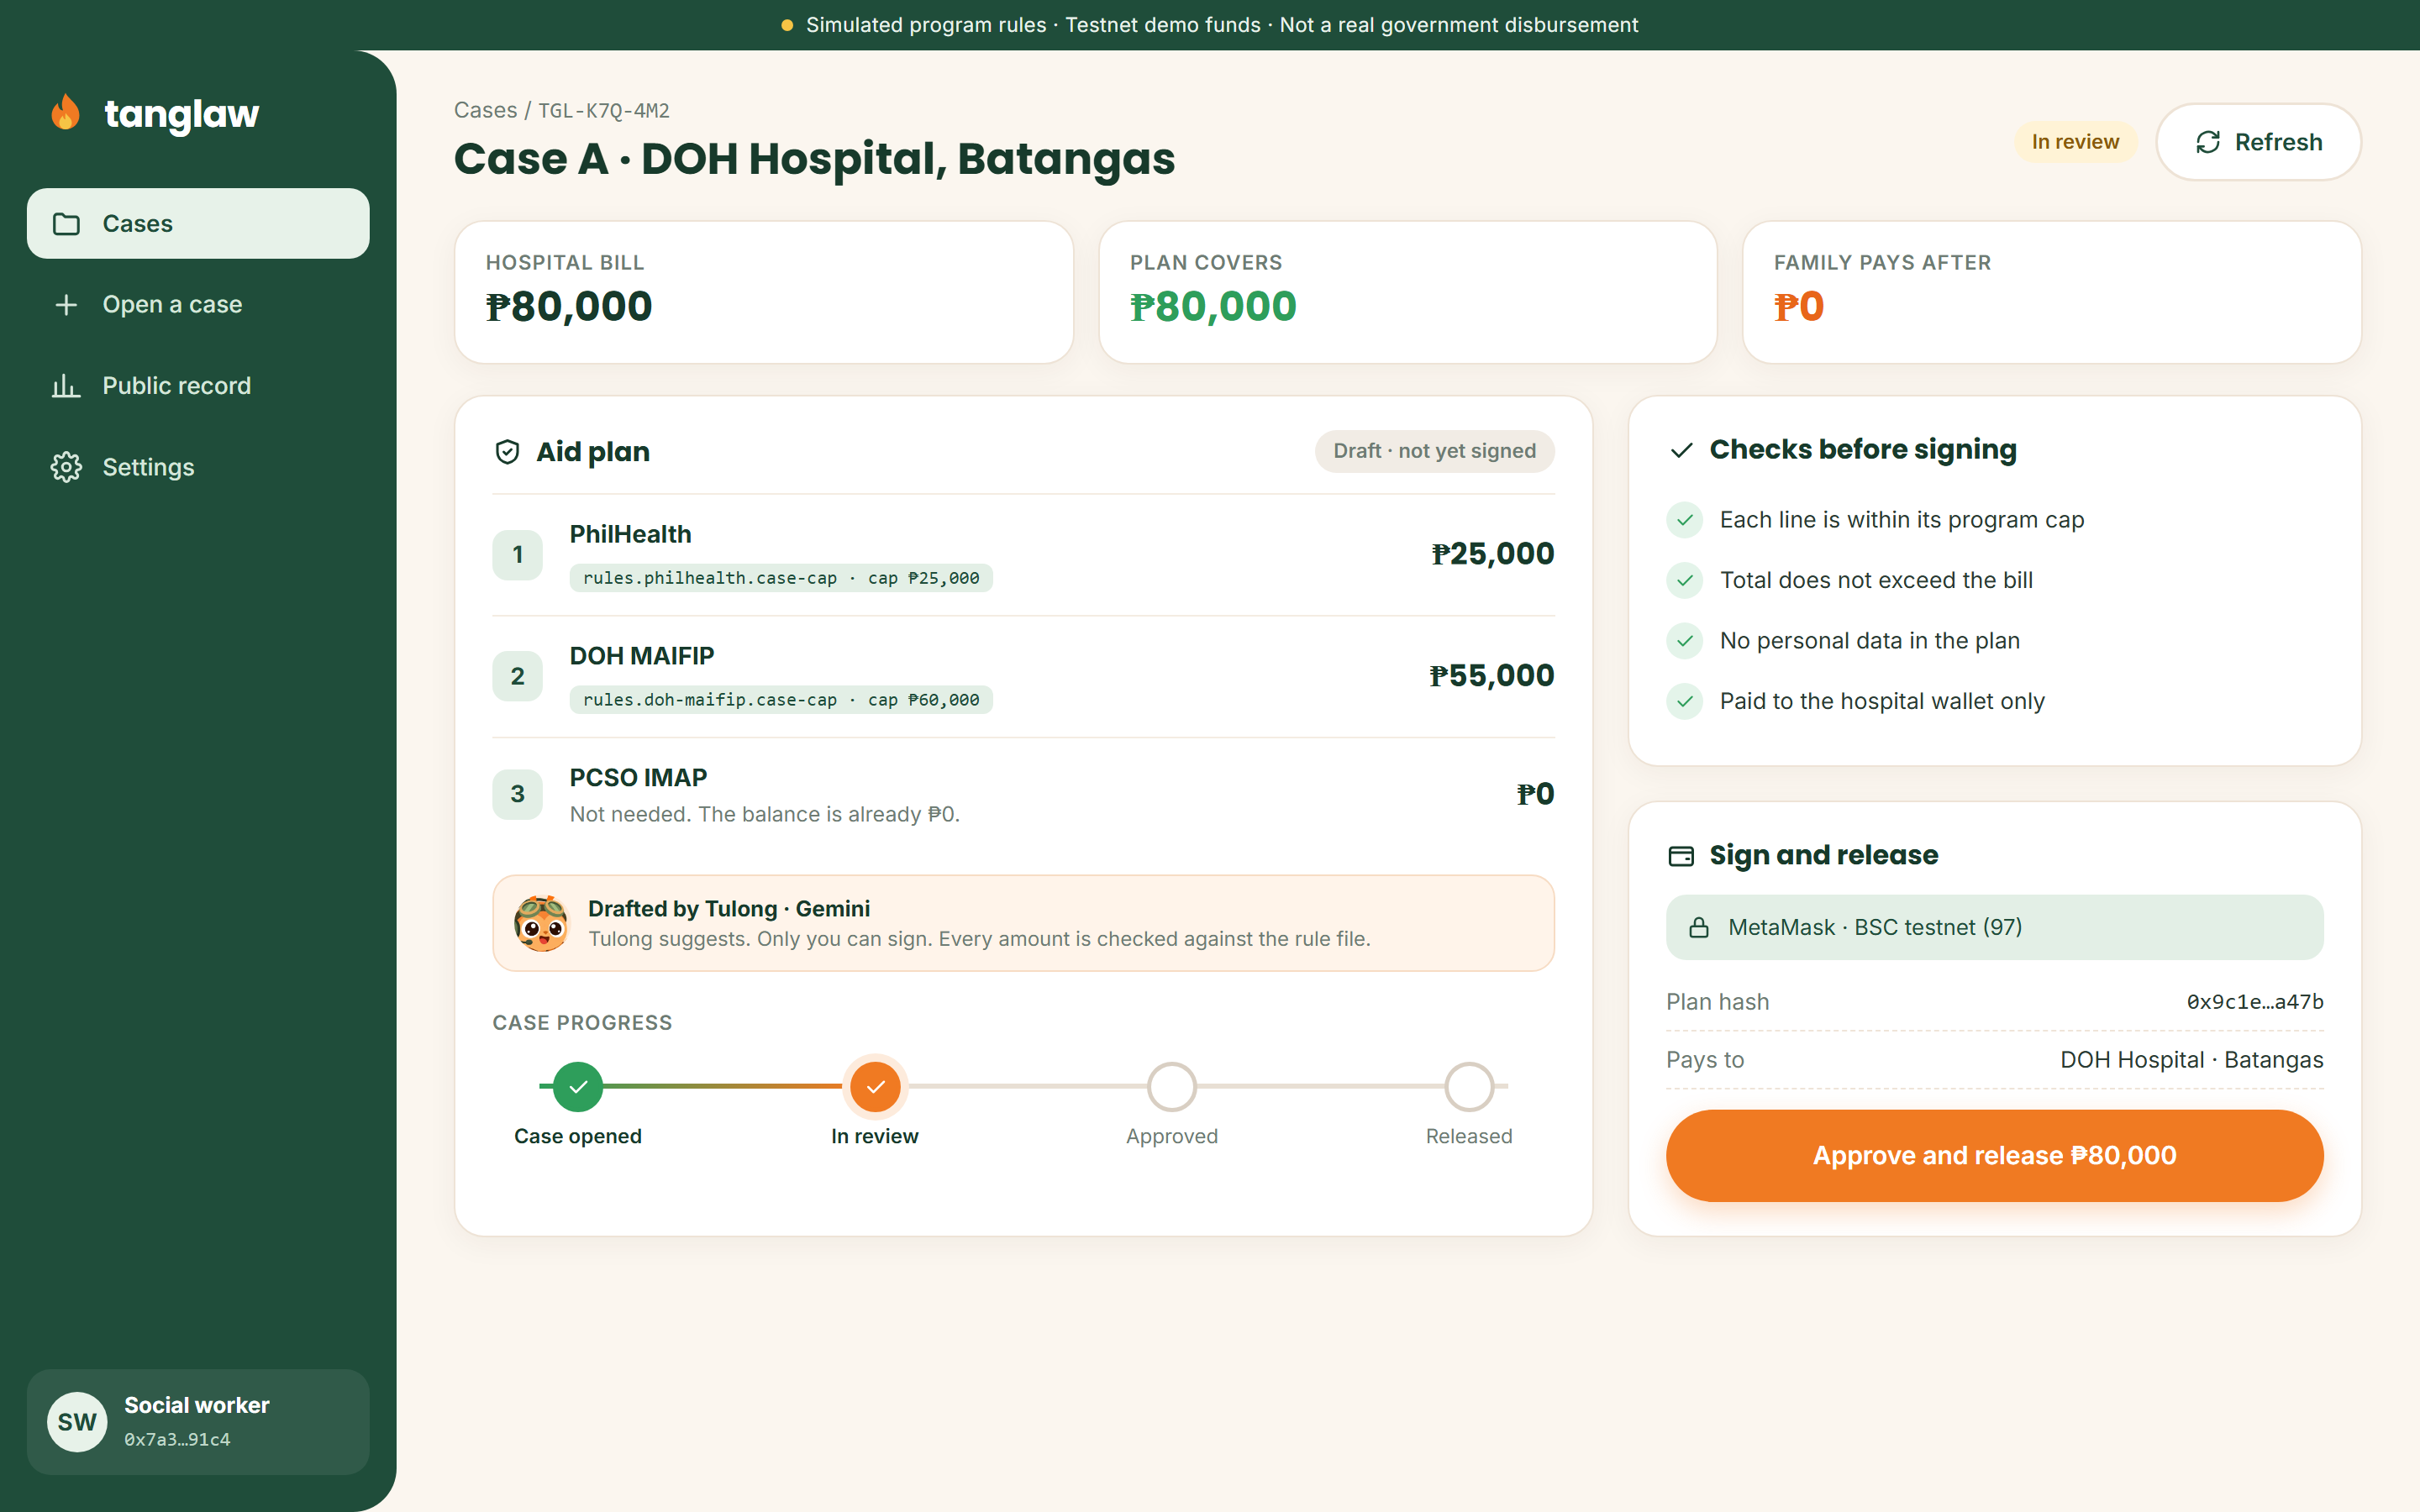 Simulated program rules · Testnet demo funds · Not a real government disbursement
tanglaw
Cases
Open a case
Public record
Settings
SW
Social worker
0x7a3…91c4
Cases / TGL-K7Q-4M2
Case A · DOH Hospital, Batangas
In review
Refresh
HOSPITAL BILL
₱80,000
PLAN COVERS
₱80,000
FAMILY PAYS AFTER
₱0
Aid plan
Draft · not yet signed
1
PhilHealth
rules.philhealth.case-cap · cap ₱25,000
₱25,000
2
DOH MAIFIP
rules.doh-maifip.case-cap · cap ₱60,000
₱55,000
3
PCSO IMAP
Not needed. The balance is already ₱0.
₱0
Drafted by Tulong · Gemini
Tulong suggests. Only you can sign. Every amount is checked against the rule file.
CASE PROGRESS
Case opened
In review
Approved
Released
Checks before signing
Each line is within its program cap
Total does not exceed the bill
No personal data in the plan
Paid to the hospital wallet only
Sign and release
MetaMask · BSC testnet (97)
Plan hash
0x9c1e…a47b
Pays to
DOH Hospital · Batangas
Approve and release ₱80,000